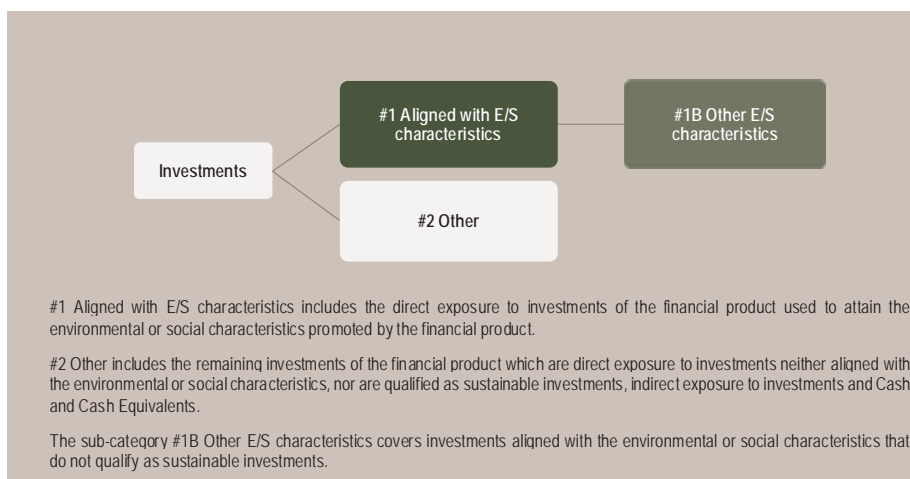 #1 Aligned with E/S
characteristics
#1B Other E/S
characteristics
Investments
#2 Other
#1 Aligned with E/S characteristics includes the direct exposure to investments of the financial product used to attain the
environmental or social characteristics promoted by the financial product.
#2 Other includes the remaining investments of the financial product which are direct exposure to investments neither aligned with
the environmental or social characteristics, nor are qualified as sustainable investments, indirect exposure to investments and Cash
and Cash Equivalents.
The sub-category #1B Other E/S characteristics covers investments aligned with the environmental or social characteristics that
do not qualify as sustainable investments.